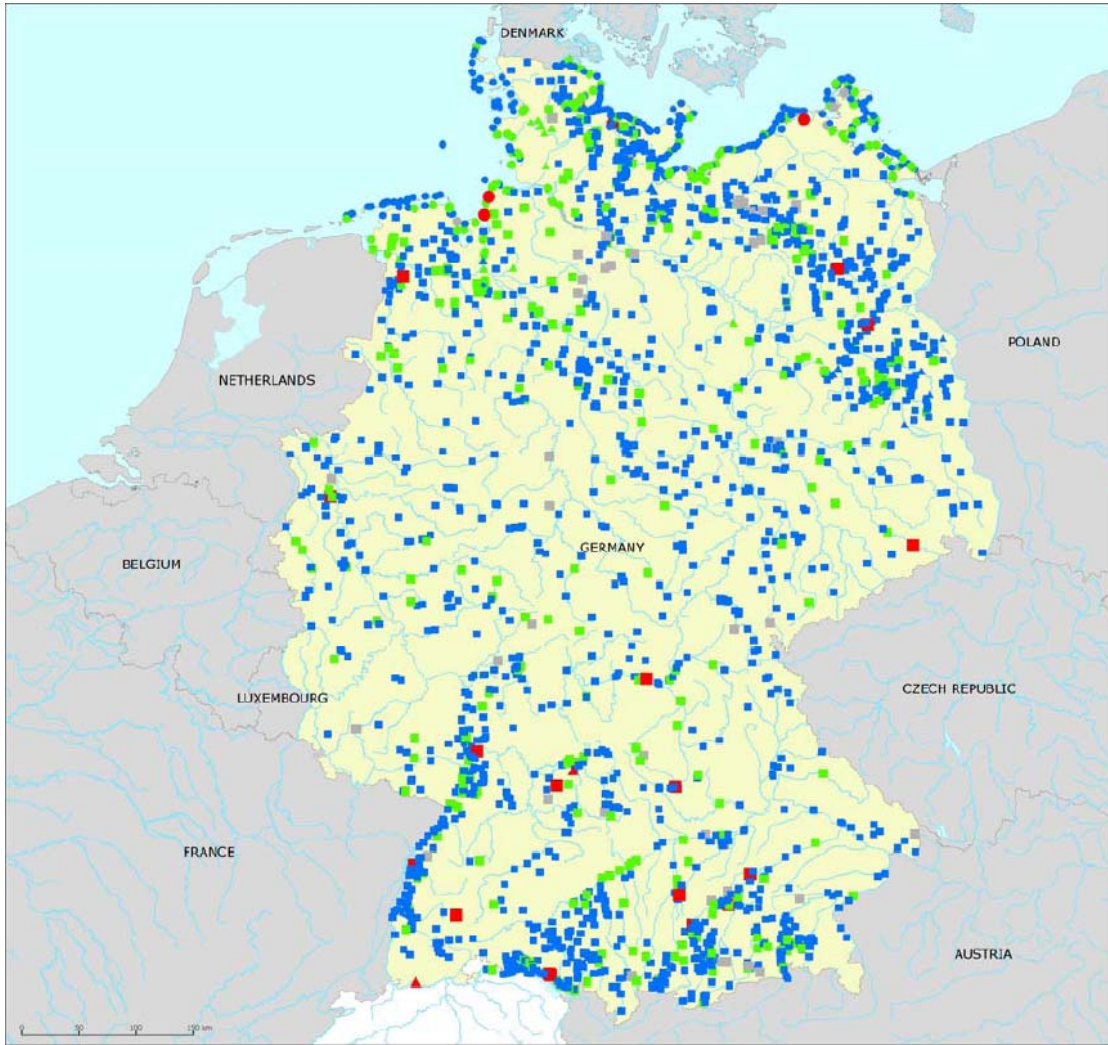 DENMARK
POLAND
NETHERLANDS
GERMANY
BELGIUM
CZECH REPUBLIC
LUXEMBOURG
FRANCE
AUSTRIA
0 50 100 150 km